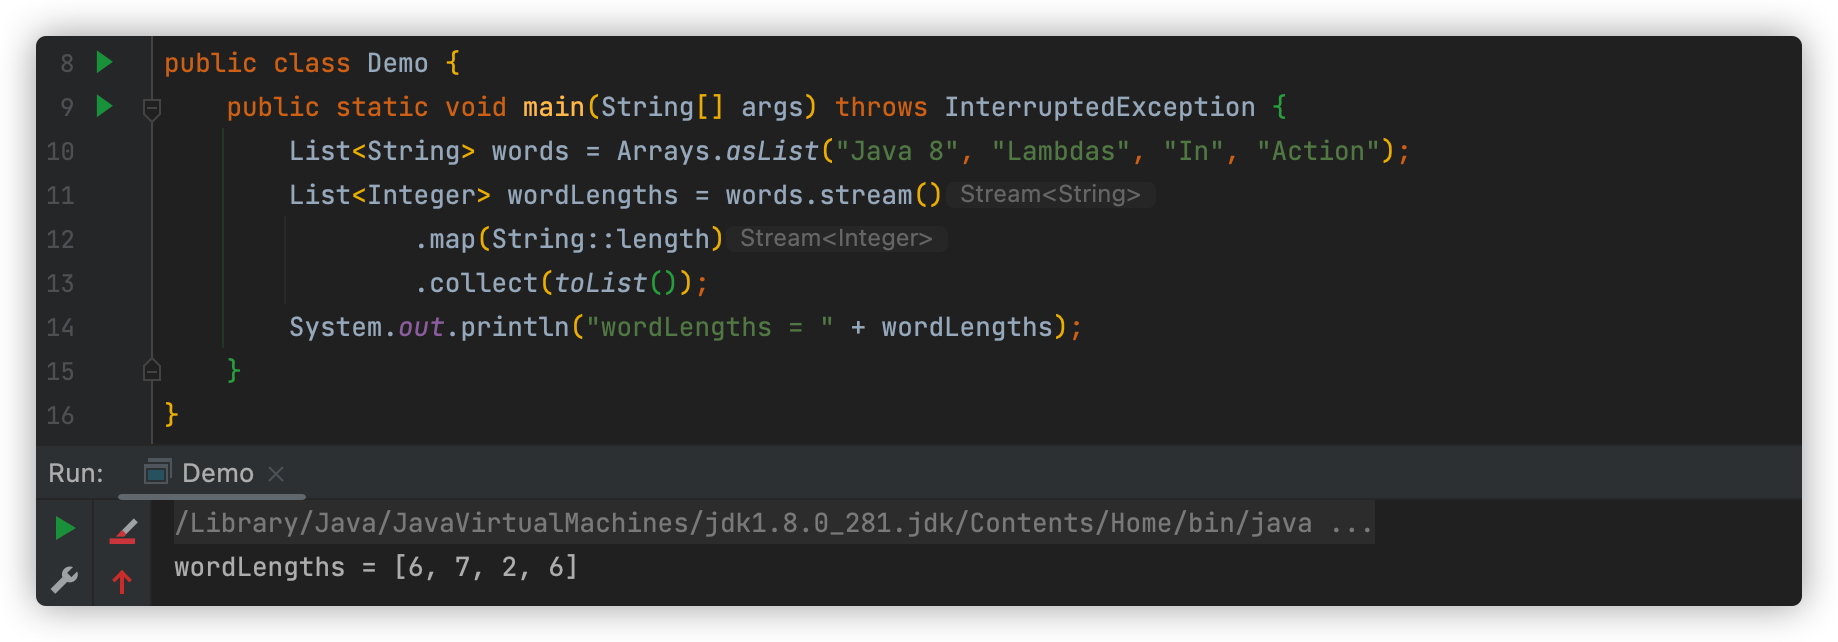 8 public class Demo {
9 public static void main(String[] args) throws InterruptedException {
10 List<String> words = Arrays.asList("Java 8", "Lambdas", "In", "Action");
11 List<Integer> wordLengths = words.stream() Stream<String>
12 .map(String::length) Stream<Integer>
13 .collect(toList());
14 System.out.println("wordLengths = " + wordLengths);
15 }
16 }
Run: Demo
/Library/Java/JavaVirtualMachines/jdk1.8.0_281.jdk/Contents/Home/bin/java ...
wordLengths = [6, 7, 2, 6]